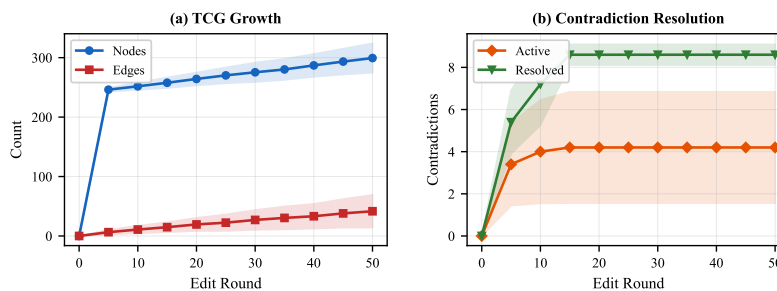 (a) TCG Growth
Nodes
Edges
300
200
100
0
Count
0
10
20
30
40
50
Edit Round
(b) Contradiction Resolution
Active
Resolved
8
6
4
2
0
Contradictions
0
10
20
30
40
50
Edit Round